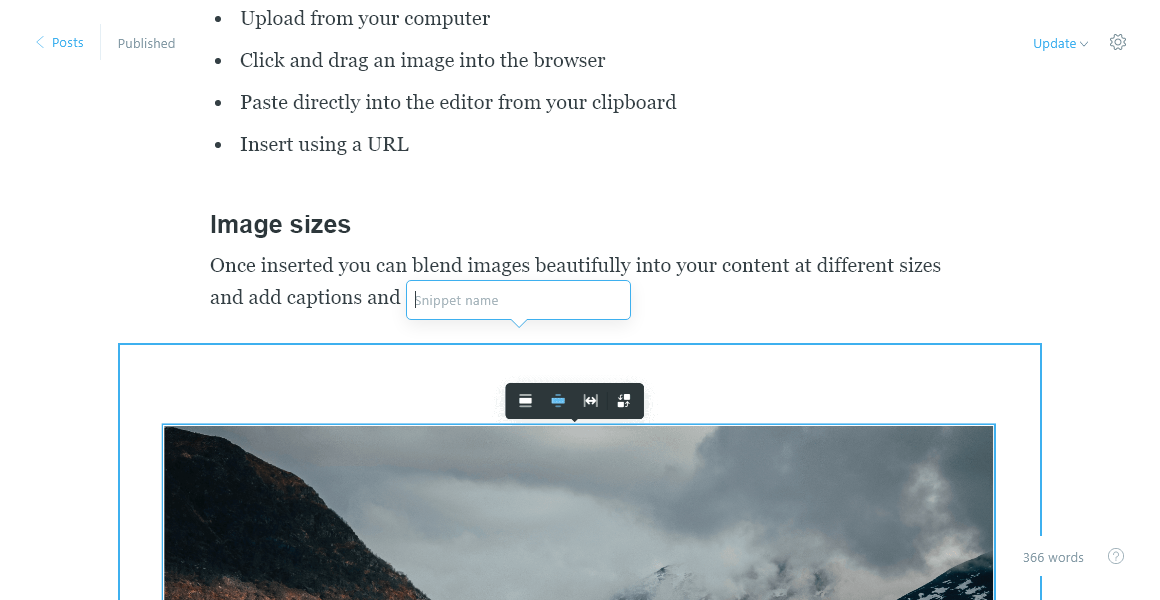 Upload from your computer
Posts
Published
Update
Click and drag an image into the browser
Paste directly into the editor from your clipboard
Insert using a URL
Image sizes
Once inserted you can blend images beautifully into your content at different sizes
and add captions and
Snippet name
366 words
?